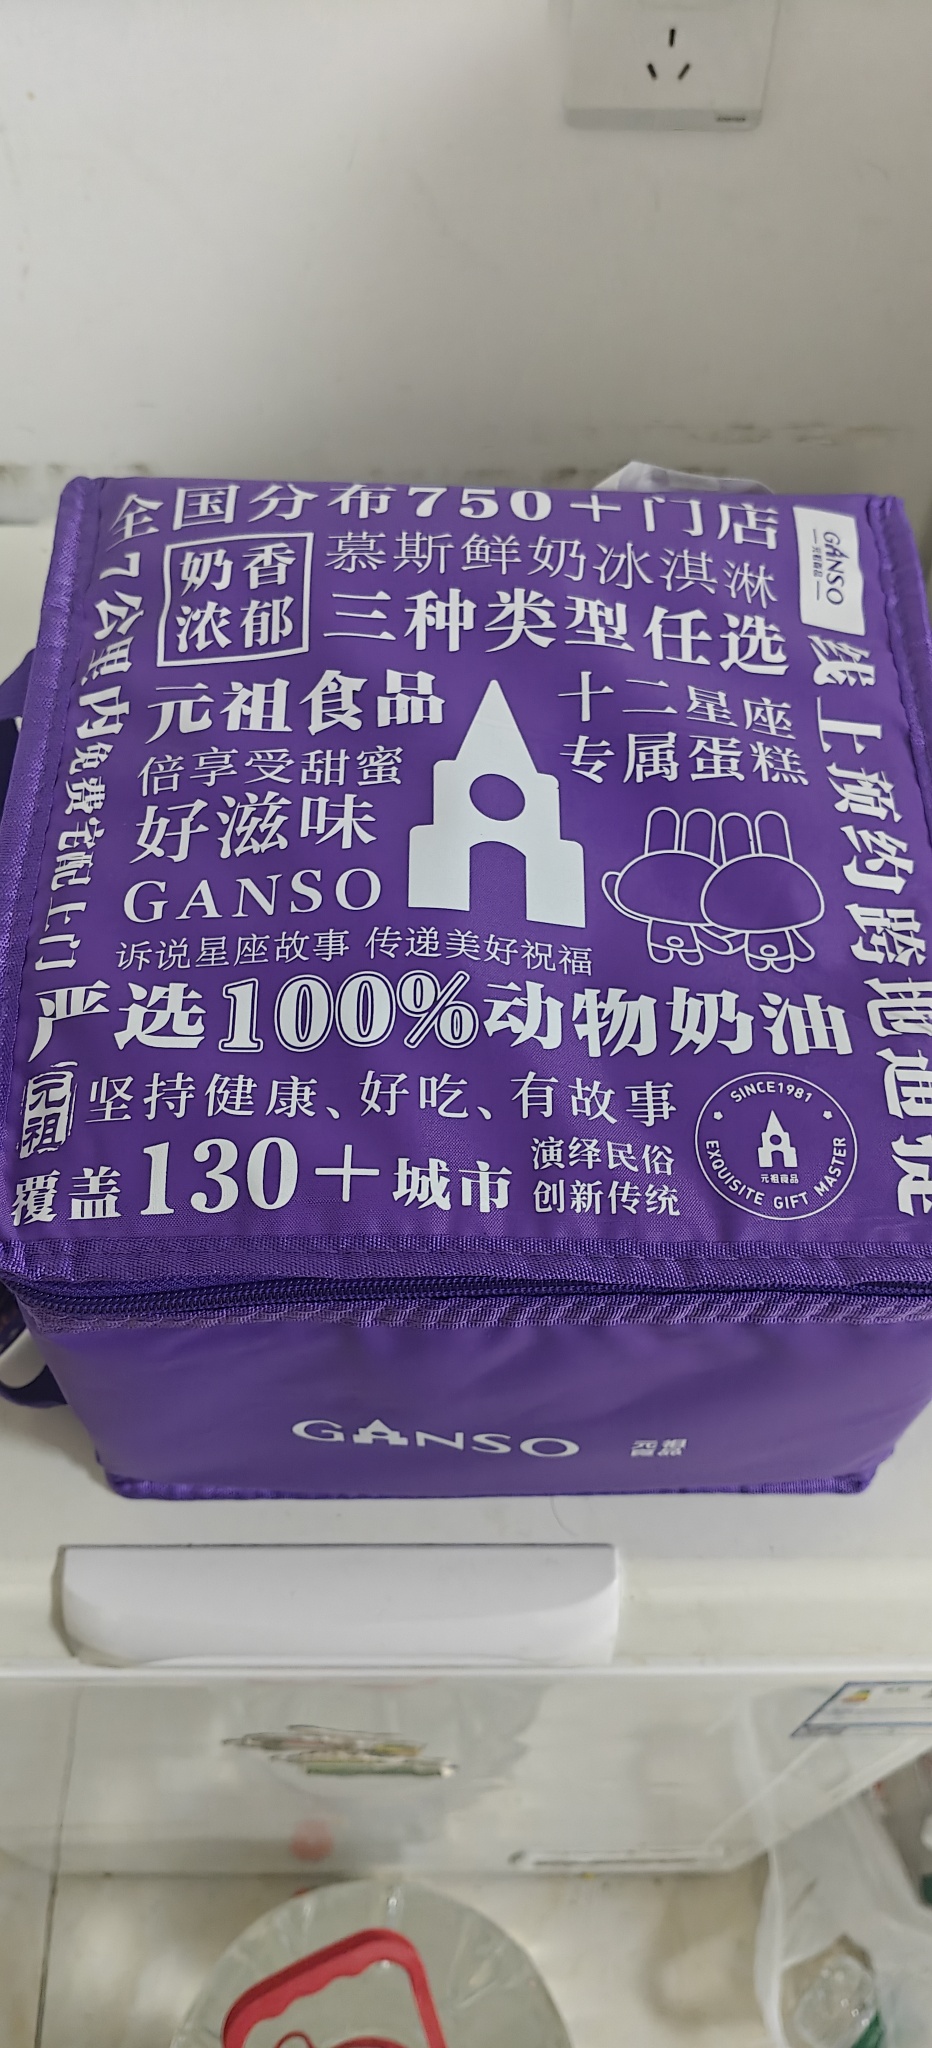 全国分布750+门店
GANSO
元祖食品
7公里内免费宅配上门
奶香
浓郁
慕斯鲜奶冰淇淋
三种类型任选
线上预约跨地速捷
元祖食品
十二星座
倍享受甜蜜
专属蛋糕
好滋味
GANSO
诉说星座故事 传递美好祝福
严选100%动物奶油
元祖
坚持健康、好吃、有故事
SINCE1981
元祖食品
EXQUISITE GIFT MASTER
覆盖130+城市
演绎民俗
创新传统
GANSO
元祖
食品